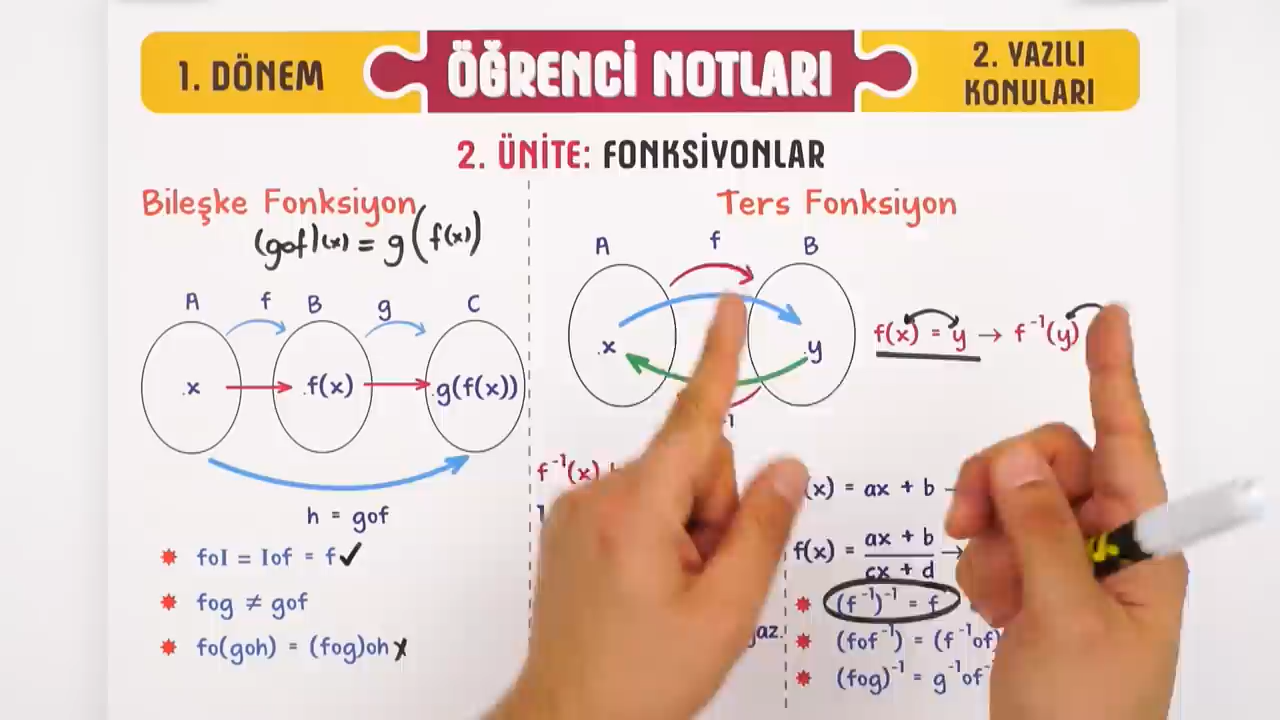 1. DÖNEM
ÖĞRENCİ NOTLARI
2. YAZILI
KONULARI
2. ÜNİTE: FONKSİYONLAR
Bileşke Fonksiyon
(gof)(x) = g(f(x))
A f B g C
.x .f(x) .g(f(x))
h = gof
foI = Iof = f ✓
fog ≠ gof
fo(goh) = (fog)oh x
Ters Fonksiyon
A f B
.x .y
f(x) = y → f⁻¹(y)
f⁻¹(x)
(x) = ax + b
f(x) = (ax + b)/(cx + d) →
(f⁻¹)⁻¹ = f
(fof⁻¹) = (f⁻¹of)
(fog)⁻¹ = g⁻¹of⁻